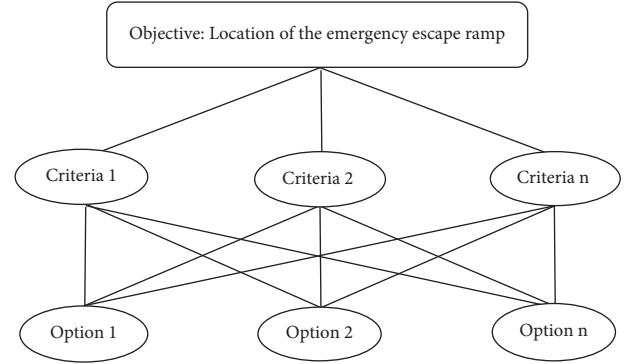 Objective: Location of the emergency escape ramp
Criteria 1
Criteria 2
Criteria n
Option 1
Option 2
Option n